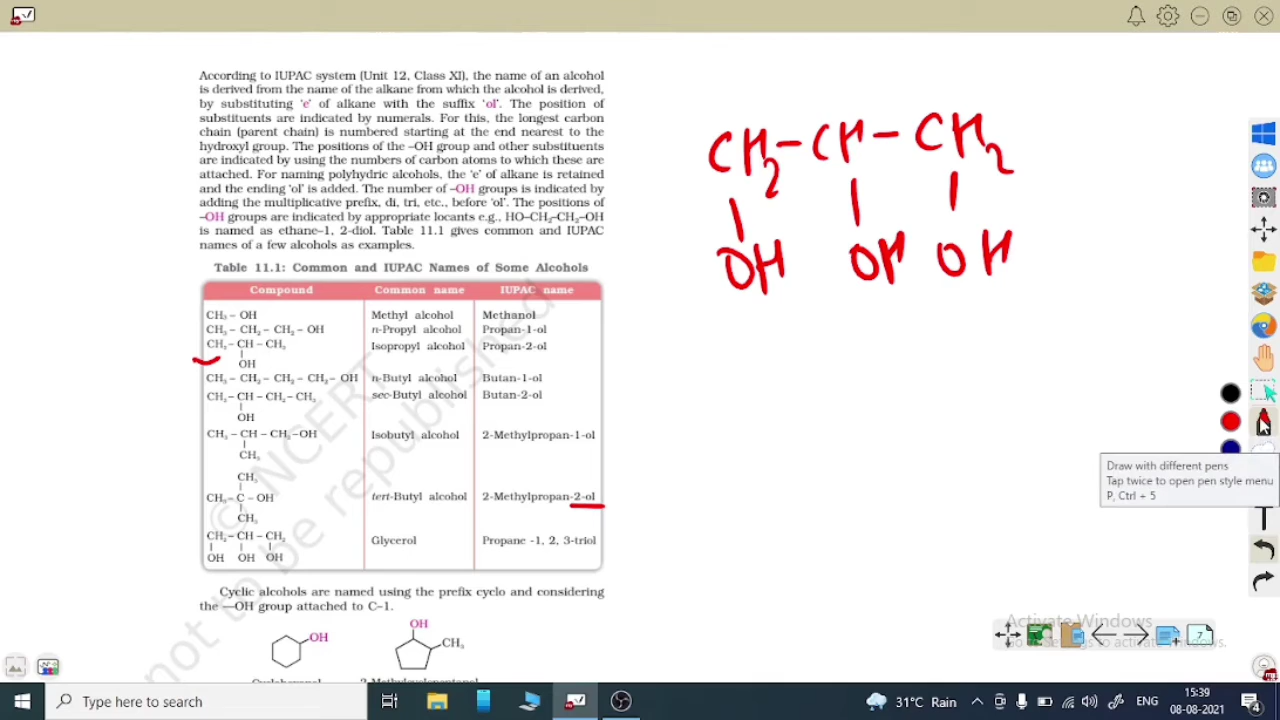 According to IUPAC system (Unit 12, Class XI), the name of an alcohol
is derived from the name of the alkane from which the alcohol is derived,
by substituting ‘e’ of alkane with the suffix ‘ol’. The position of
substituents are indicated by numerals. For this, the longest carbon
chain (parent chain) is numbered starting at the end nearest to the
hydroxyl group. The positions of the –OH group and other substituents
are indicated by using the numbers of carbon atoms to which these are
attached. For naming polyhydric alcohols, the ‘e’ of alkane is retained
and the ending ‘ol’ is added. The number of –OH groups is indicated by
adding the multiplicative prefix, di, tri, etc., before ‘ol’. The positions of
–OH groups are indicated by appropriate locants e.g., HO–CH₂–CH₂–OH
is named as ethane–1, 2-diol. Table 11.1 gives common and IUPAC
names of a few alcohols as examples.
Table 11.1: Common and IUPAC Names of Some Alcohols
Compound Common name IUPAC name
CH₃ – OH Methyl alcohol Methanol
CH₃ – CH₂ – CH₂ – OH n-Propyl alcohol Propan-1-ol
CH₃ – CH – CH₃ Isopropyl alcohol Propan-2-ol
OH
CH₃ – CH₂ – CH₂ – CH₂ – OH n-Butyl alcohol Butan-1-ol
CH₃ – CH – CH₂ – CH₃ sec-Butyl alcohol Butan-2-ol
OH
CH₃ – CH – CH₂ –OH Isobutyl alcohol 2-Methylpropan-1-ol
CH₃
CH₃
CH₃ – C – OH tert-Butyl alcohol 2-Methylpropan-2-ol
CH₃
CH₂ – CH – CH₂ Glycerol Propane -1, 2, 3-triol
OH OH OH
Cyclic alcohols are named using the prefix cyclo and considering
the —OH group attached to C–1.
OH
OH
CH₃
© NCERT
not to be republished
CH₂ – CH – CH₂
OH OH OH
Draw with different pens
Tap twice to open pen style menu
P, Ctrl + 5
Activate Windows
7
Type here to search
31°C Rain
ENG
15:39
08-08-2021
4